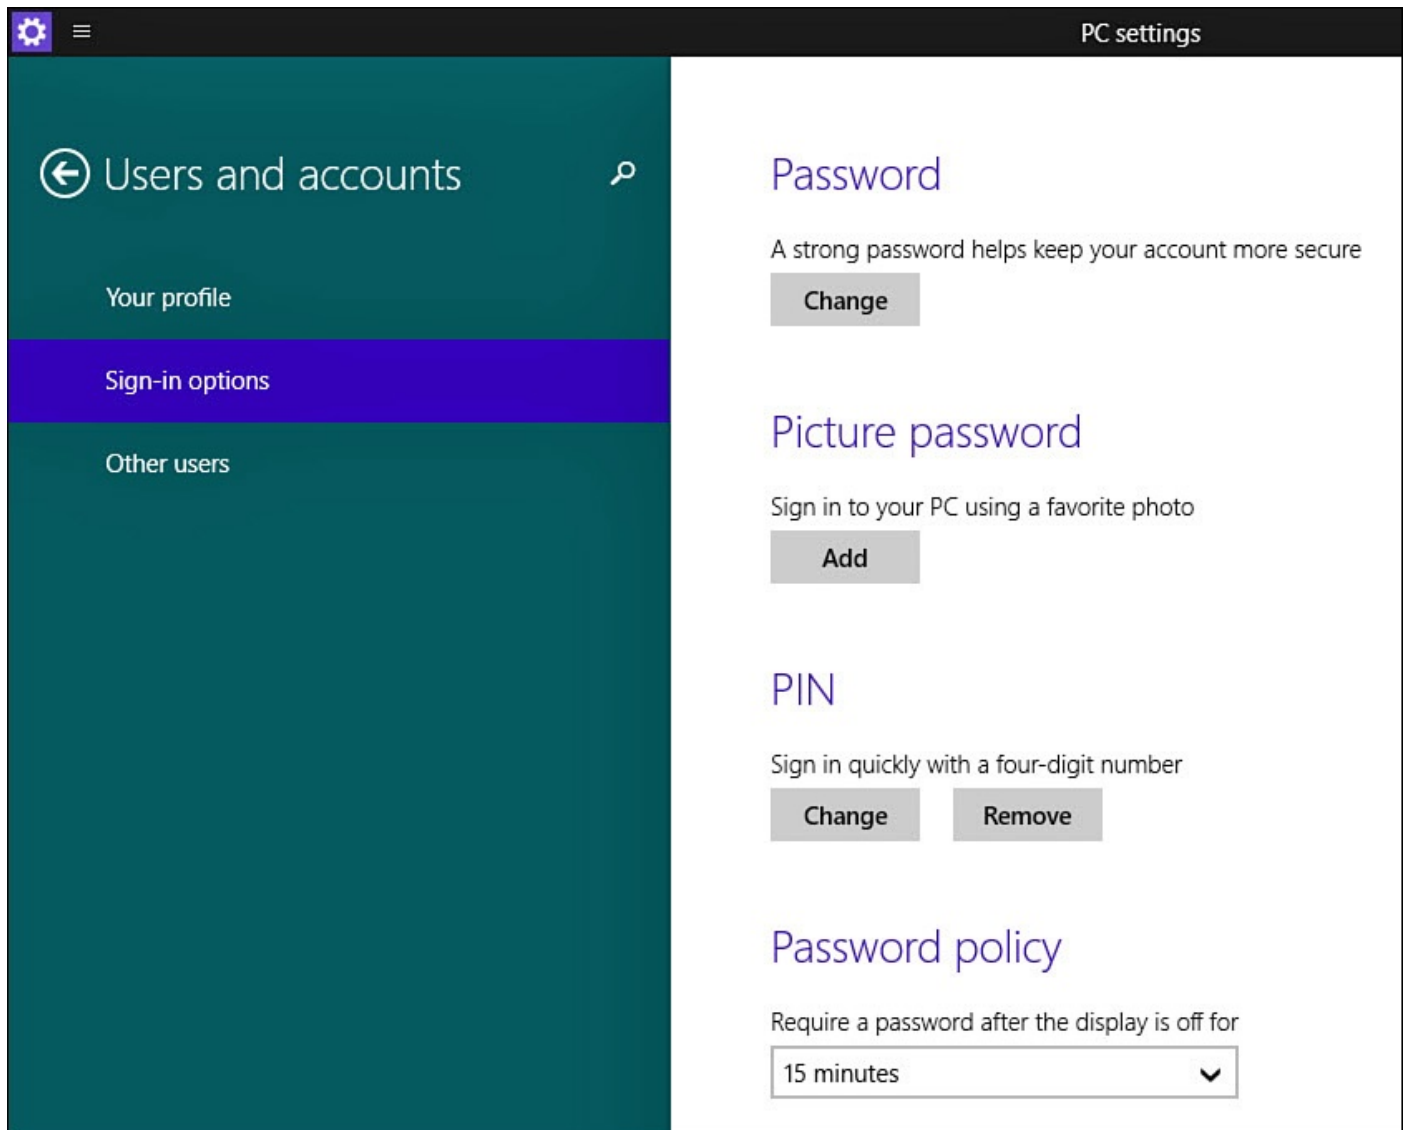 PC settings
Users and accounts
Your profile
Sign-in options
Other users
Password
A strong password helps keep your account more secure
Change
Picture password
Sign in to your PC using a favorite photo
Add
PIN
Sign in quickly with a four-digit number
Change Remove
Password policy
Require a password after the display is off for
15 minutes